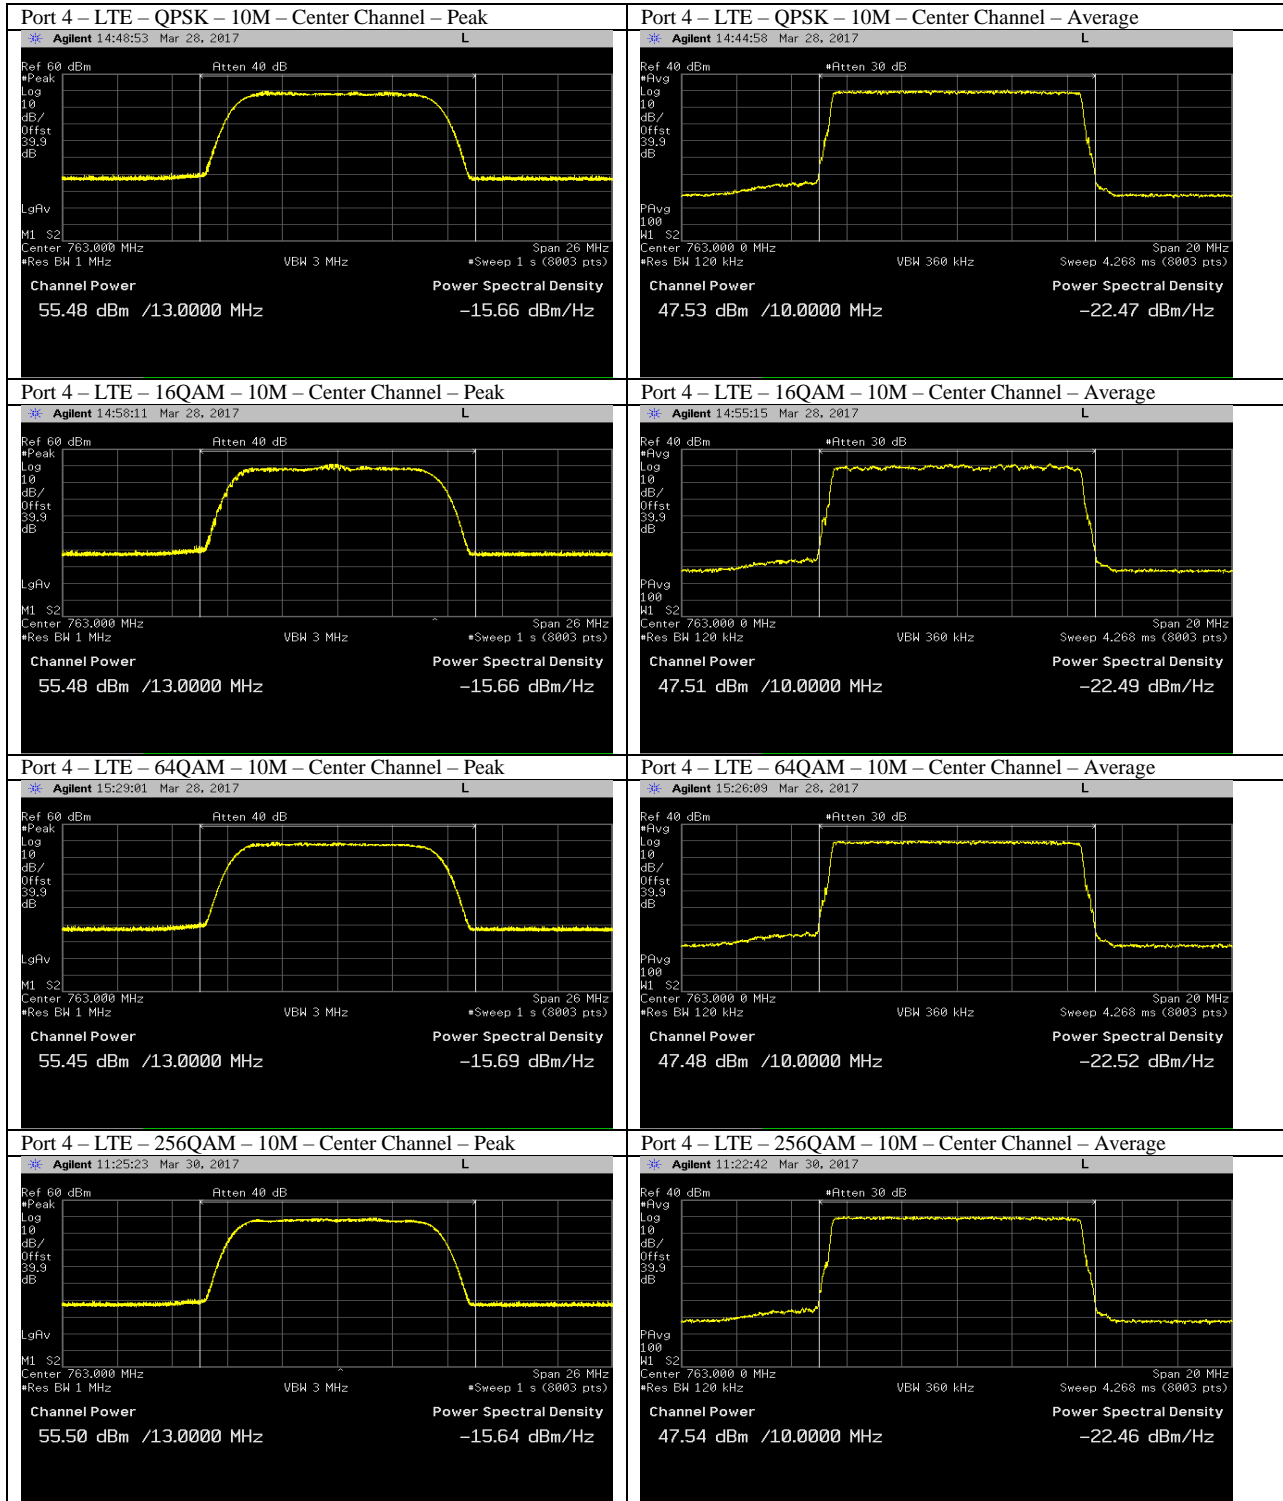 Port 4 – LTE – QPSK – 10M – Center Channel – Peak
Agilent 14:48:53 Mar 28, 2017 L
Ref 60 dBm Atten 40 dB
#Peak
Log
10
dB/
Offst
39.9
dB
LgAv
M1 S2
Center 763.000 MHz Span 26 MHz
#Res BW 1 MHz VBW 3 MHz #Sweep 1 s (8003 pts)
Channel Power Power Spectral Density
55.48 dBm /13.0000 MHz -15.66 dBm/Hz
Port 4 – LTE – QPSK – 10M – Center Channel – Average
Agilent 14:44:58 Mar 28, 2017 L
Ref 40 dBm #Atten 30 dB
#Avg
Log
10
dB/
Offst
39.9
dB
PAvg
100
W1 S2
Center 763.000 0 MHz Span 20 MHz
#Res BW 120 kHz VBW 360 kHz Sweep 4.268 ms (8003 pts)
Channel Power Power Spectral Density
47.53 dBm /10.0000 MHz -22.47 dBm/Hz
Port 4 – LTE – 16QAM – 10M – Center Channel – Peak
Agilent 14:58:11 Mar 28, 2017 L
Ref 60 dBm Atten 40 dB
#Peak
Log
10
dB/
Offst
39.9
dB
LgAv
M1 S2
Center 763.000 MHz Span 26 MHz
#Res BW 1 MHz VBW 3 MHz #Sweep 1 s (8003 pts)
Channel Power Power Spectral Density
55.48 dBm /13.0000 MHz -15.66 dBm/Hz
Port 4 – LTE – 16QAM – 10M – Center Channel – Average
Agilent 14:55:15 Mar 28, 2017 L
Ref 40 dBm #Atten 30 dB
#Avg
Log
10
dB/
Offst
39.9
dB
PAvg
100
W1 S2
Center 763.000 0 MHz Span 20 MHz
#Res BW 120 kHz VBW 360 kHz Sweep 4.268 ms (8003 pts)
Channel Power Power Spectral Density
47.51 dBm /10.0000 MHz -22.49 dBm/Hz
Port 4 – LTE – 64QAM – 10M – Center Channel – Peak
Agilent 15:29:01 Mar 28, 2017 L
Ref 60 dBm Atten 40 dB
#Peak
Log
10
dB/
Offst
39.9
dB
LgAv
M1 S2
Center 763.000 MHz Span 26 MHz
#Res BW 1 MHz VBW 3 MHz #Sweep 1 s (8003 pts)
Channel Power Power Spectral Density
55.45 dBm /13.0000 MHz -15.69 dBm/Hz
Port 4 – LTE – 64QAM – 10M – Center Channel – Average
Agilent 15:26:09 Mar 28, 2017 L
Ref 40 dBm #Atten 30 dB
#Avg
Log
10
dB/
Offst
39.9
dB
PAvg
100
W1 S2
Center 763.000 0 MHz Span 20 MHz
#Res BW 120 kHz VBW 360 kHz Sweep 4.268 ms (8003 pts)
Channel Power Power Spectral Density
47.48 dBm /10.0000 MHz -22.52 dBm/Hz
Port 4 – LTE – 256QAM – 10M – Center Channel – Peak
Agilent 11:25:23 Mar 30, 2017 L
Ref 60 dBm Atten 40 dB
#Peak
Log
10
dB/
Offst
39.9
dB
LgAv
M1 S2
Center 763.000 MHz Span 26 MHz
#Res BW 1 MHz VBW 3 MHz #Sweep 1 s (8003 pts)
Channel Power Power Spectral Density
55.50 dBm /13.0000 MHz -15.64 dBm/Hz
Port 4 – LTE – 256QAM – 10M – Center Channel – Average
Agilent 11:22:42 Mar 30, 2017 L
Ref 40 dBm #Atten 30 dB
#Avg
Log
10
dB/
Offst
39.9
dB
PAvg
100
W1 S2
Center 763.000 0 MHz Span 20 MHz
#Res BW 120 kHz VBW 360 kHz Sweep 4.268 ms (8003 pts)
Channel Power Power Spectral Density
47.54 dBm /10.0000 MHz -22.46 dBm/Hz